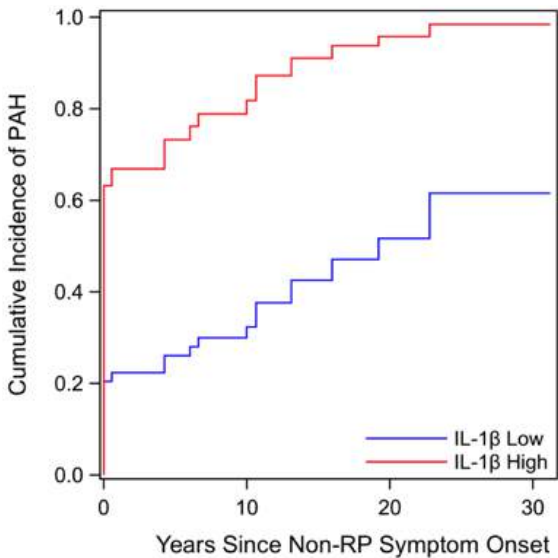 Cumulative Incidence of PAH
1.0
0.8
0.6
0.4
0.2
0.0
IL-1β Low
IL-1β High
0 10 20 30
Years Since Non-RP Symptom Onset